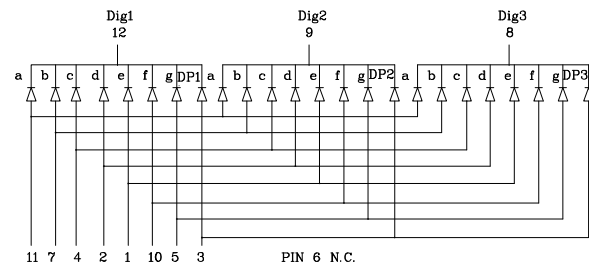 Dig1 Dig2 Dig3
12 9 8
a b c d e f g DP1 a b c d e f g DP2 a b c d e f g DP3
11 7 4 2 1 10 5 3 PIN 6 N.C.